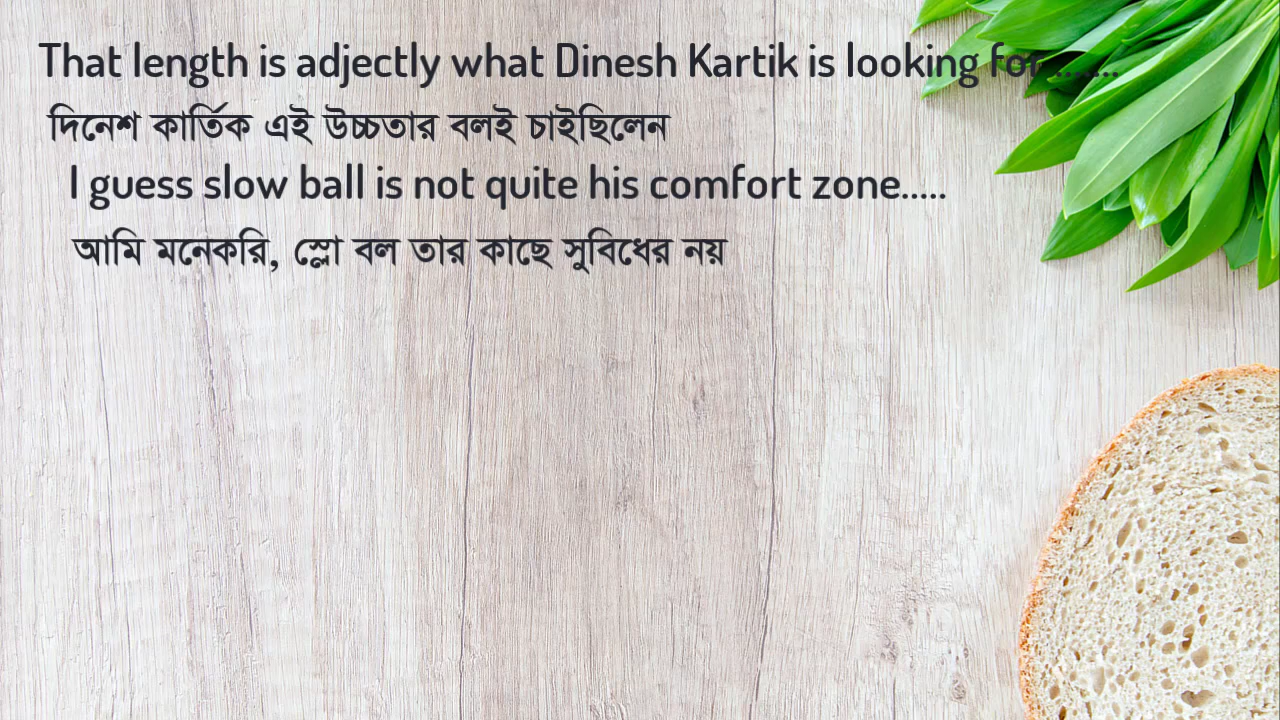 That length is adjectly what Dinesh Kartik is looking for .......
দিনেশ কার্তিক এই উচ্চতার বলই চাইছিলেন
I guess slow ball is not quite his comfort zone.....
আমি মনেকরি, স্লো বল তার কাছে সুবিধের নয়